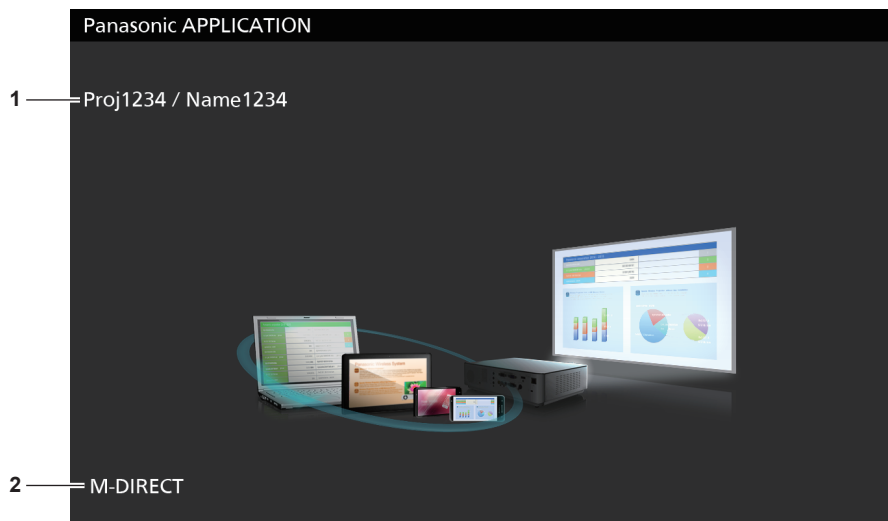 Panasonic APPLICATION
1
Proj1234 / Name1234
2
M-DIRECT